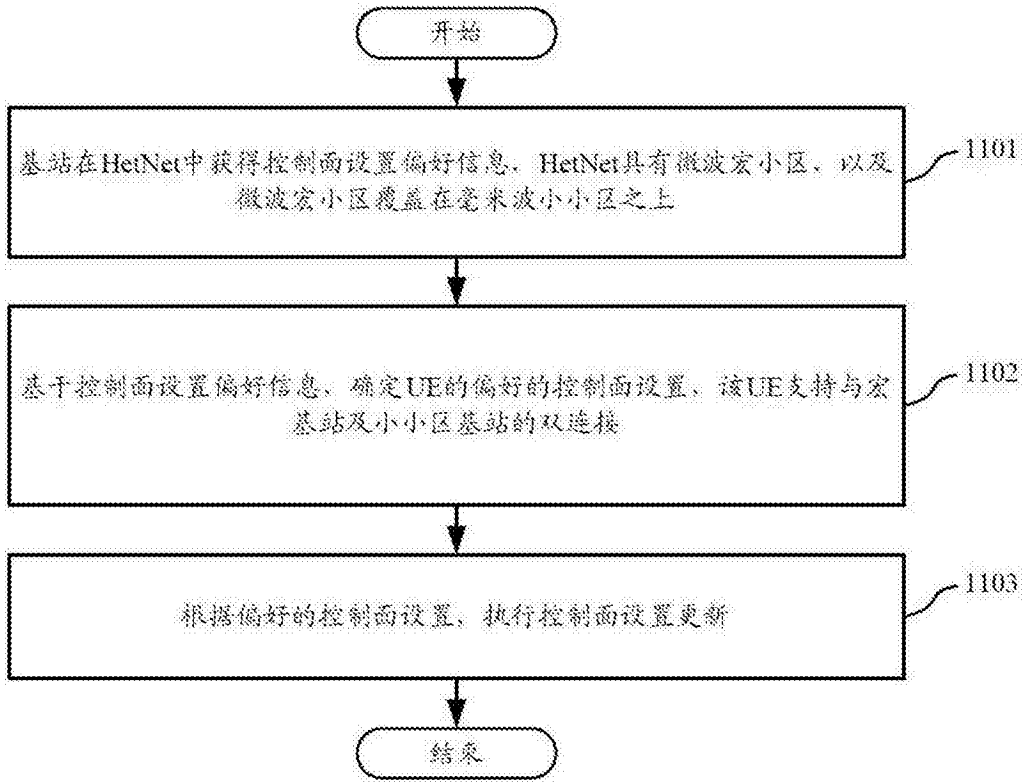 开始
基站在HetNet中获得控制面设置偏好信息，HetNet具有微波宏小区，以及
微波宏小区覆盖在毫米波小小区之上
1101
基于控制面设置偏好信息，确定UE的偏好的控制面设置，该UE支持与宏
基站及小小区基站的双连接
1102
根据偏好的控制面设置，执行控制面设置更新
1103
结束